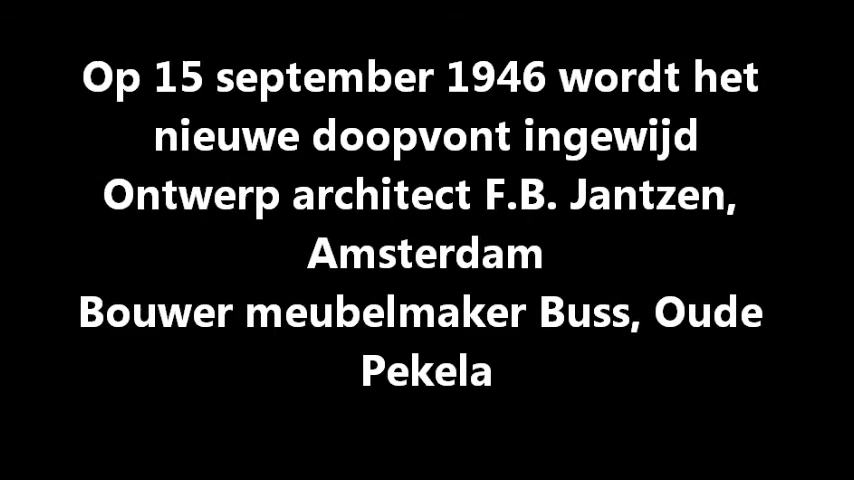 Op 15 september 1946 wordt het
nieuwe doopvont ingewijd
Ontwerp architect F.B. Jantzen,
Amsterdam
Bouwer meubelmaker Buss, Oude
Pekela